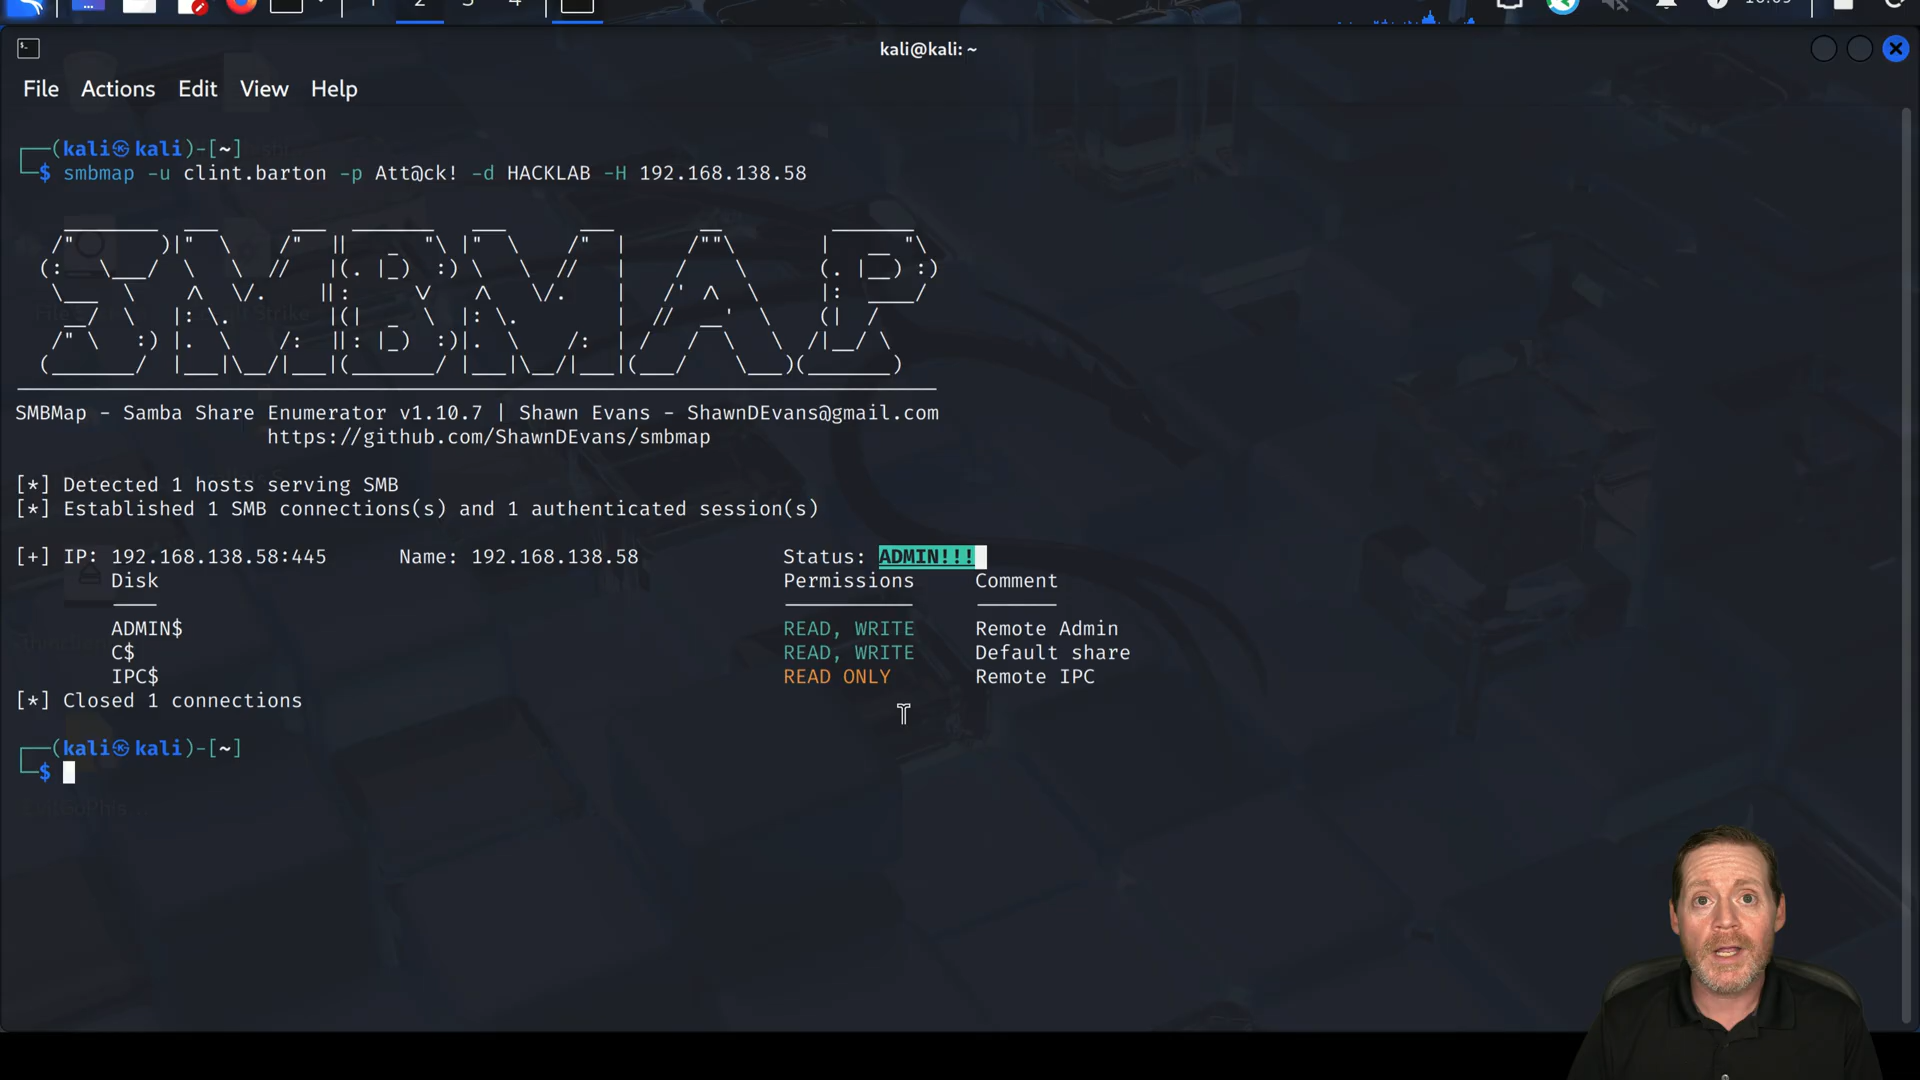 2
kali@kali: ~
File Actions Edit View Help
┌──(kali㉿kali)-[~]
└─$ smbmap -u clint.barton -p Att@ck! -d HACKLAB -H 192.168.138.58
SMBMap - Samba Share Enumerator v1.10.7 | Shawn Evans - ShawnDEvans@gmail.com
https://github.com/ShawnDEvans/smbmap
[*] Detected 1 hosts serving SMB
[*] Established 1 SMB connections(s) and 1 authenticated session(s)
[+] IP: 192.168.138.58:445 Name: 192.168.138.58 Status: ADMIN!!!
Disk Permissions Comment
---- ----------- -------
ADMIN$ READ, WRITE Remote Admin
C$ READ, WRITE Default share
IPC$ READ ONLY Remote IPC
[*] Closed 1 connections
┌──(kali㉿kali)-[~]
└─$